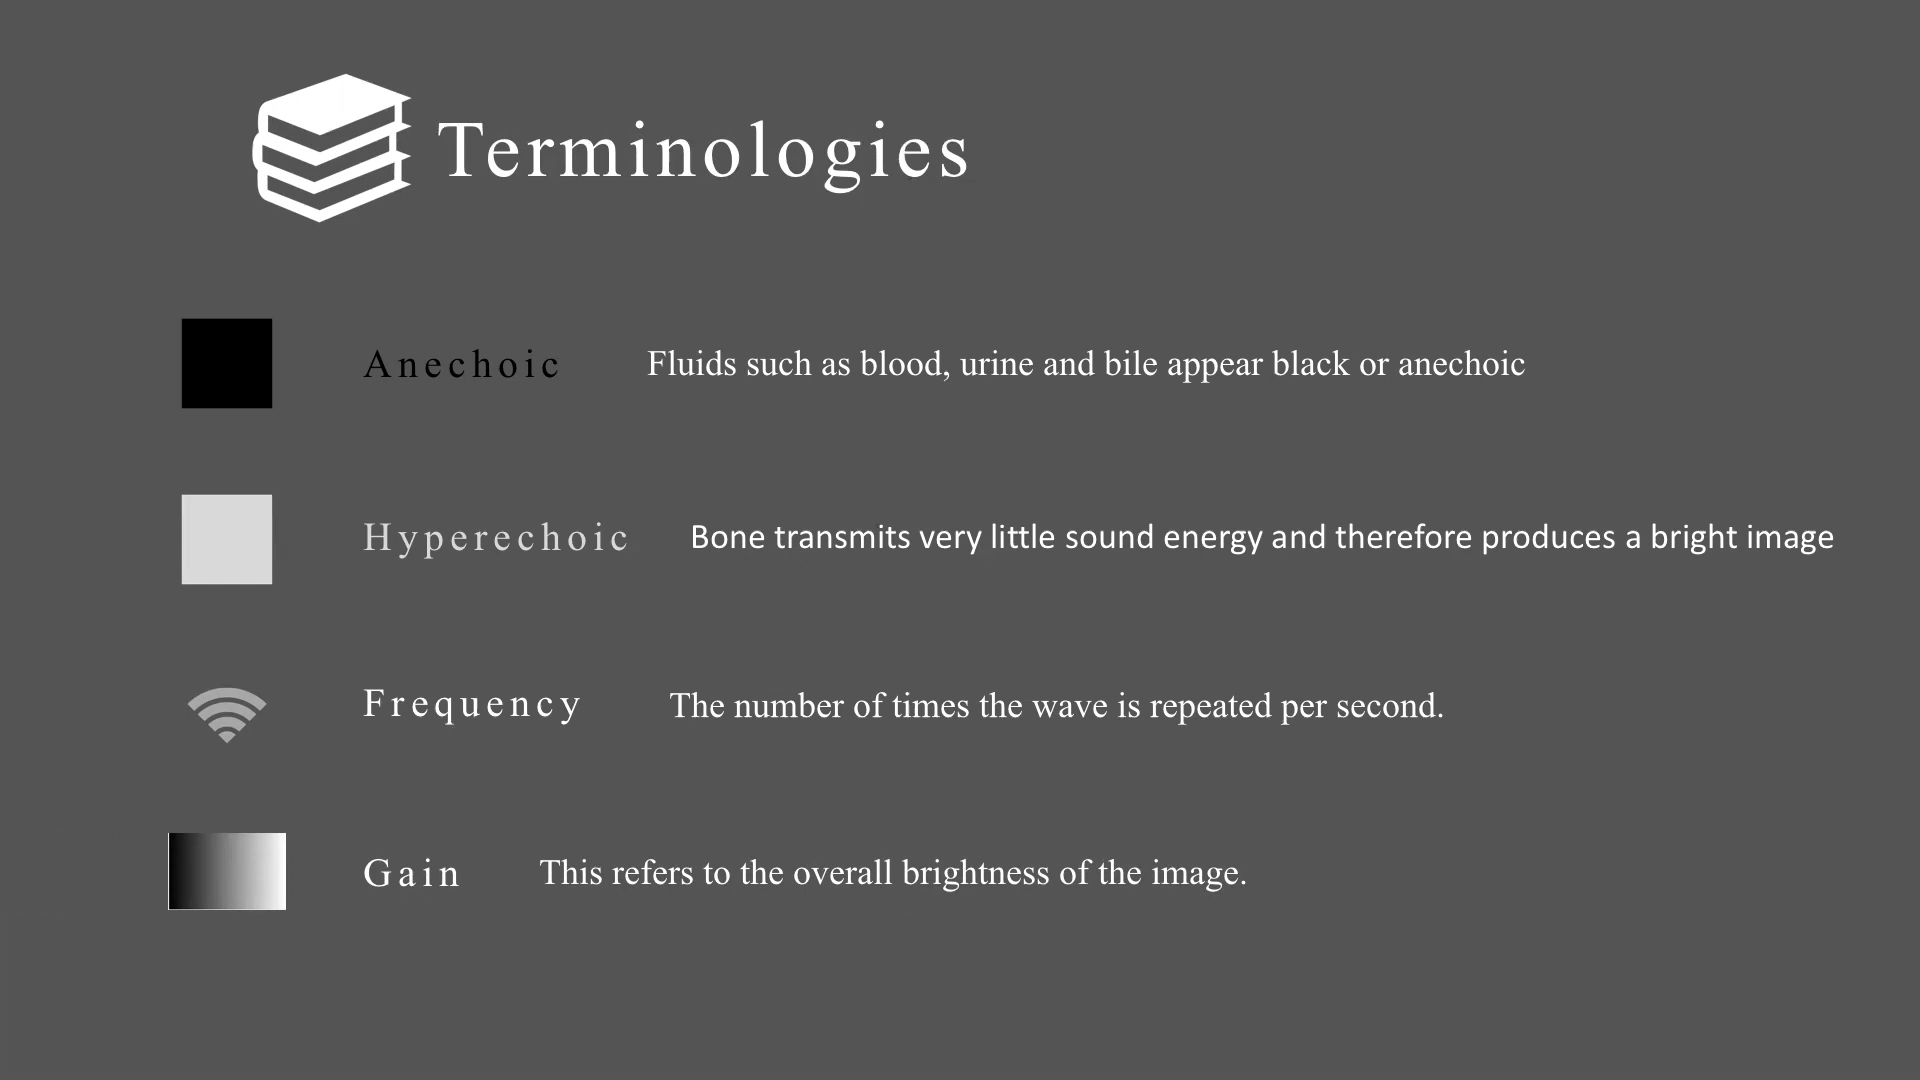 Terminologies
Anechoic Fluids such as blood, urine and bile appear black or anechoic
Hyperechoic Bone transmits very little sound energy and therefore produces a bright image
Frequency The number of times the wave is repeated per second.
Gain This refers to the overall brightness of the image.